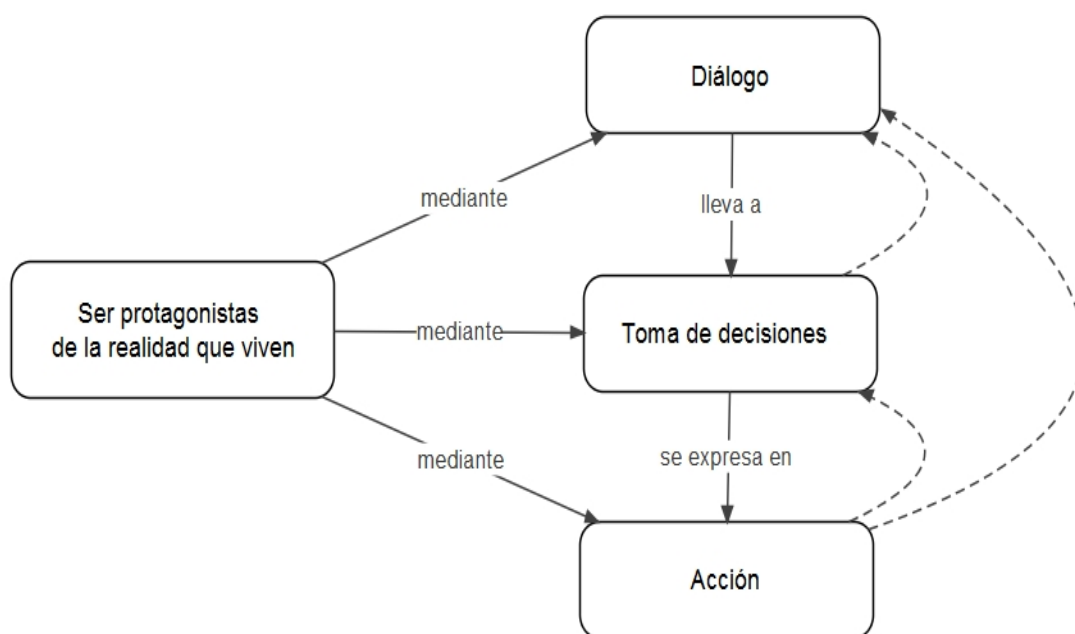 Diálogo
mediante
lleva a
Ser protagonistas
de la realidad que viven
mediante
Toma de decisiones
mediante
se expresa en
Acción